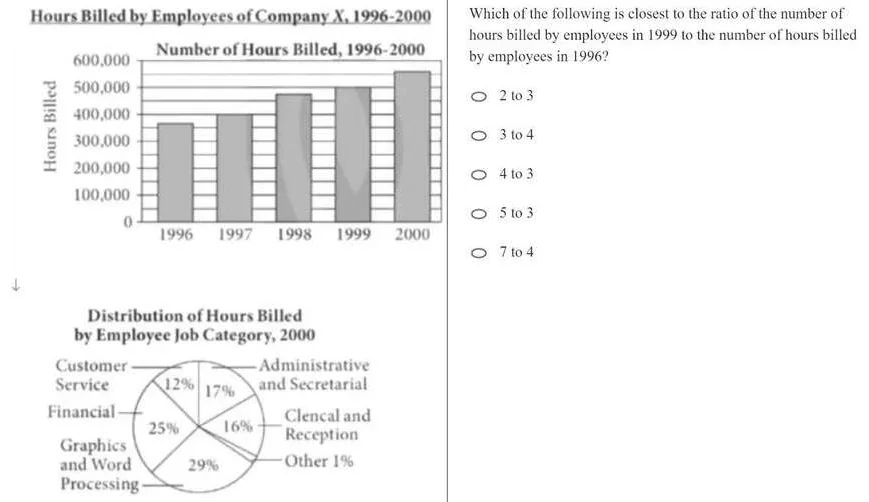 Hours Billed by Employees of Company X, 1996-2000
Number of Hours Billed, 1996-2000
Hours Billed
600,000
500,000
400,000
300,000
200,000
100,000
0
1996 1997 1998 1999 2000
Distribution of Hours Billed
by Employee Job Category, 2000
Customer
Service
Financial
Graphics
and Word
Processing
12%
17%
25%
16%
29%
Administrative
and Secretarial
Clencal and
Reception
Other 1%
Which of the following is closest to the ratio of the number of
hours billed by employees in 1999 to the number of hours billed
by employees in 1996?
2 to 3
3 to 4
4 to 3
5 to 3
7 to 4